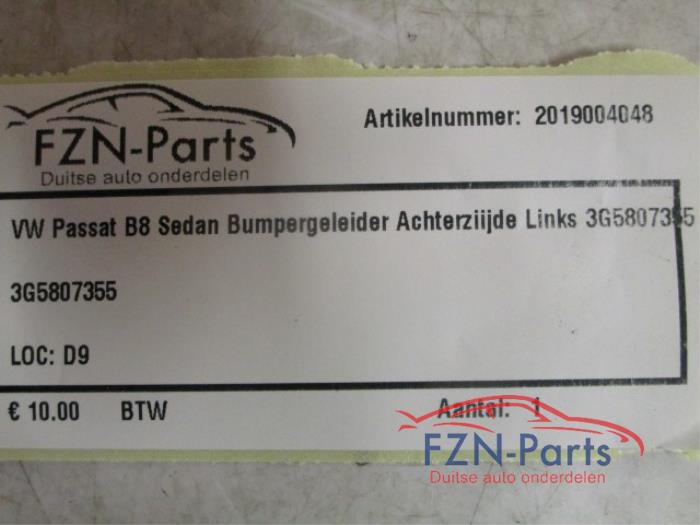 FZN-Parts
Duitse auto onderdelen
Artikelnummer: 2019004048
VW Passat B8 Sedan Bumpergeleider Achterziijde Links 3G5807355
3G5807355
LOC: D9
€ 10.00 BTW Aantal: 1
FZN-Parts
Duitse auto onderdelen